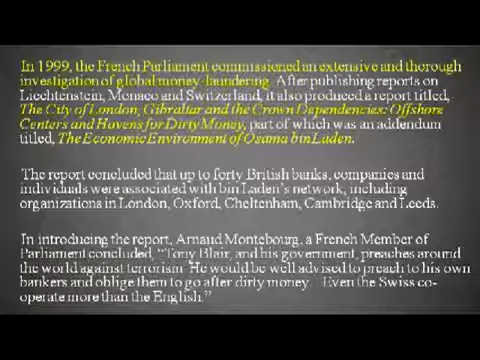 In 1999, the French Parliament commissioned an extensive and thorough
investigation of global money-laundering. After publishing reports on
Liechtenstein, Monaco and Switzerland, it also produced a report titled,
The City of London, Gibraltar and the Crown Dependencies: Offshore
Centers and Havens for Dirty Money, part of which was an addendum
titled, The Economic Environment of Osama bin Laden.
The report concluded that up to forty British banks, companies and
individuals were associated with bin Laden's network, including
organizations in London, Oxford, Cheltenham, Cambridge and Leeds.
In introducing the report, Arnaud Montebourg, a French Member of
Parliament concluded, "Tony Blair, and his government, preaches around
the world against terrorism. He would be well advised to preach to his own
bankers and oblige them to go after dirty money. Even the Swiss co-
operate more than the English."